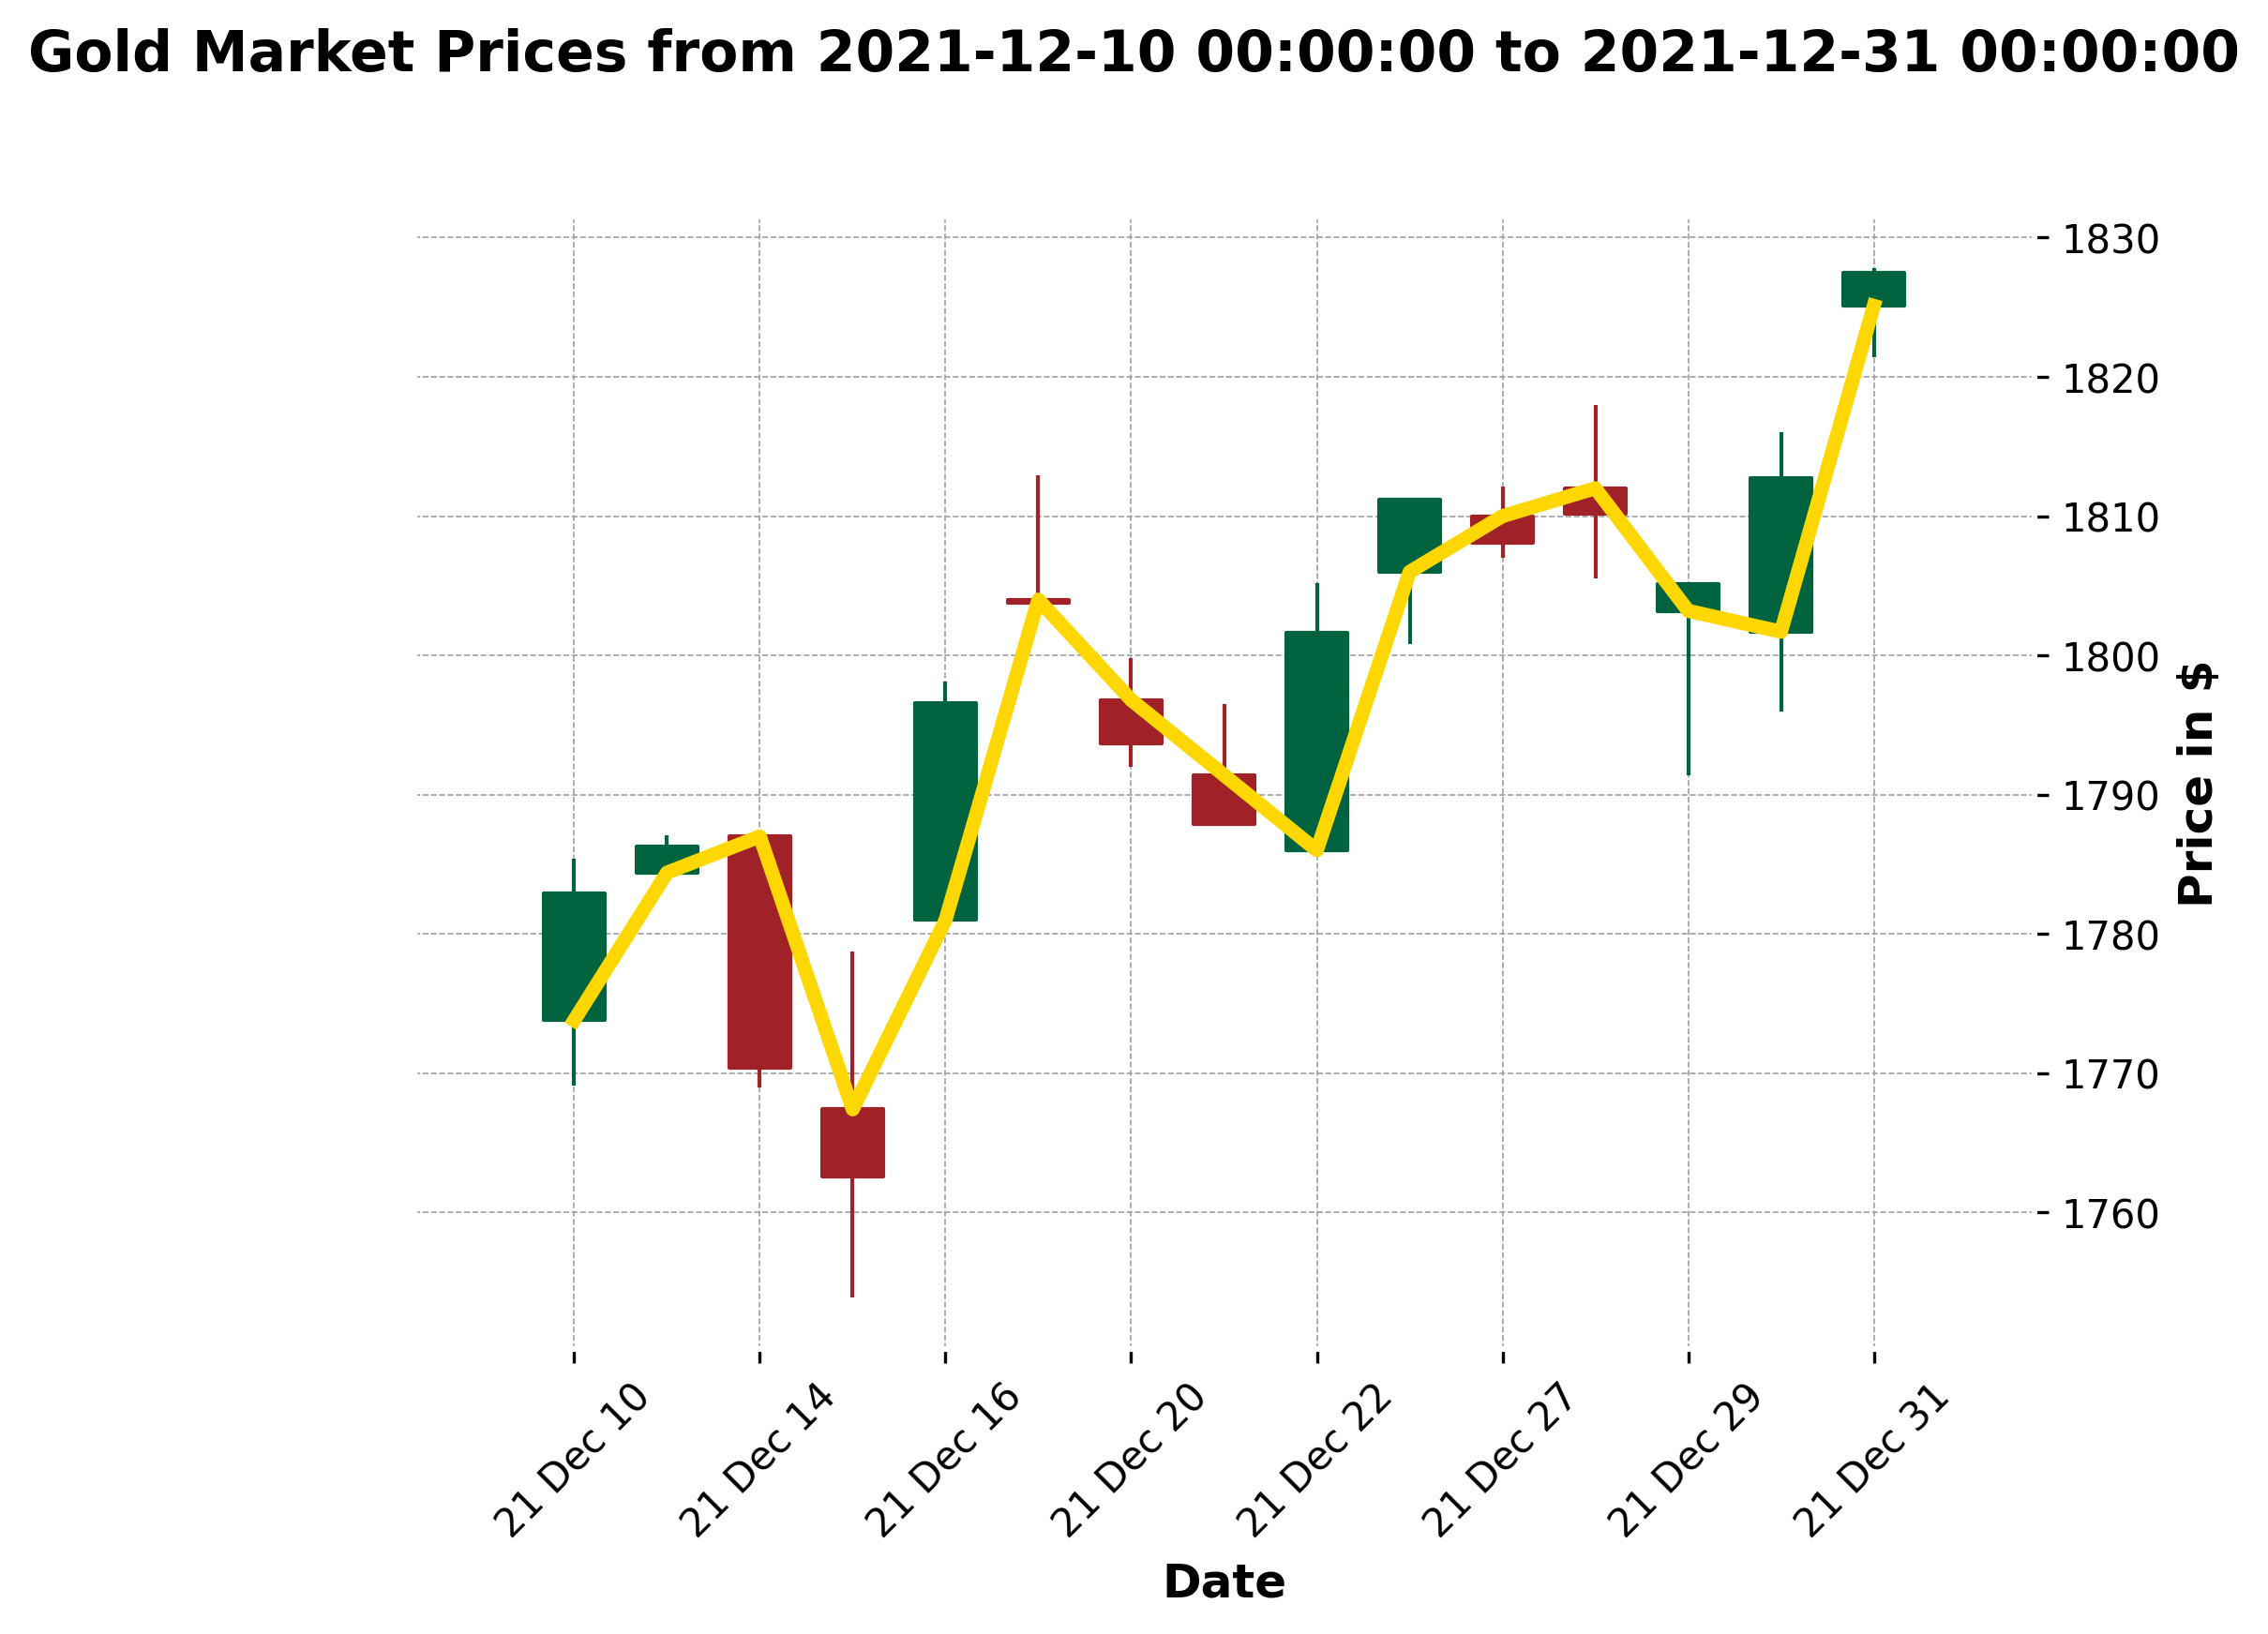 Gold Market Prices from 2021-12-10 00:00:00 to 2021-12-31 00:00:00
1830
1820
1810
1800
1790
1780
1770
1760
Price in $
21 Dec 10
21 Dec 14
21 Dec 16
21 Dec 20
21 Dec 22
21 Dec 27
21 Dec 29
21 Dec 31
Date